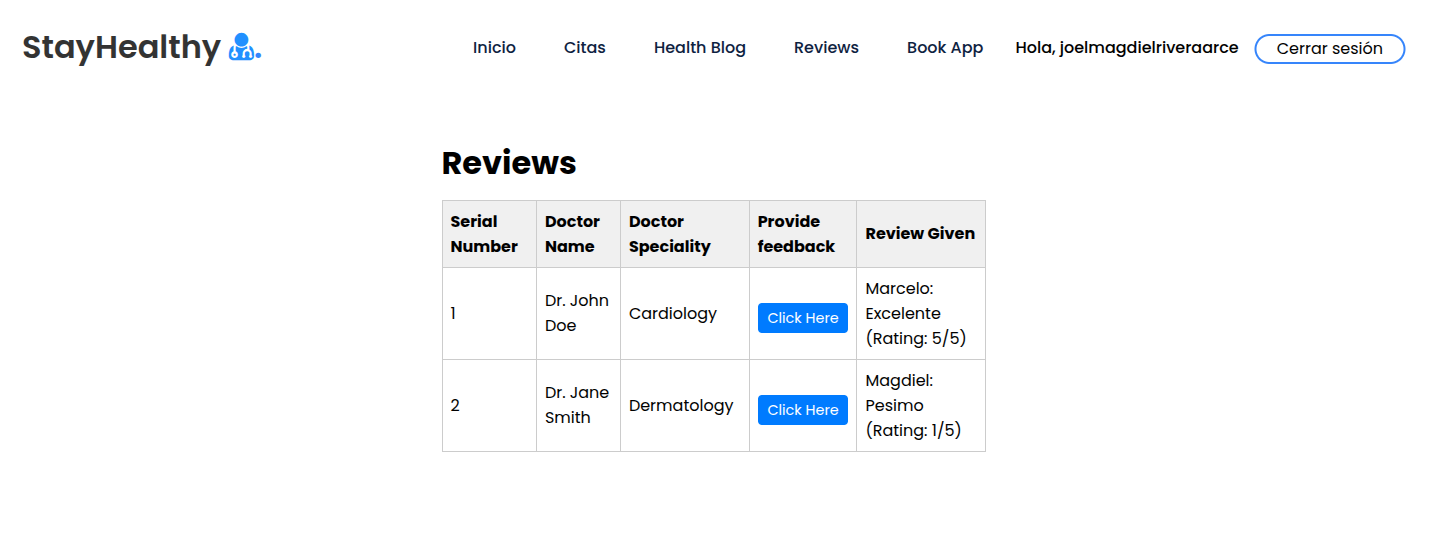 StayHealthy
Inicio Citas Health Blog Reviews Book App Hola, joelmagdielriveraarce Cerrar sesión
Reviews
Serial Number Doctor Name Doctor Speciality Provide feedback Review Given
1 Dr. John Doe Cardiology Click Here Marcelo: Excelente (Rating: 5/5)
2 Dr. Jane Smith Dermatology Click Here Magdiel: Pesimo (Rating: 1/5)